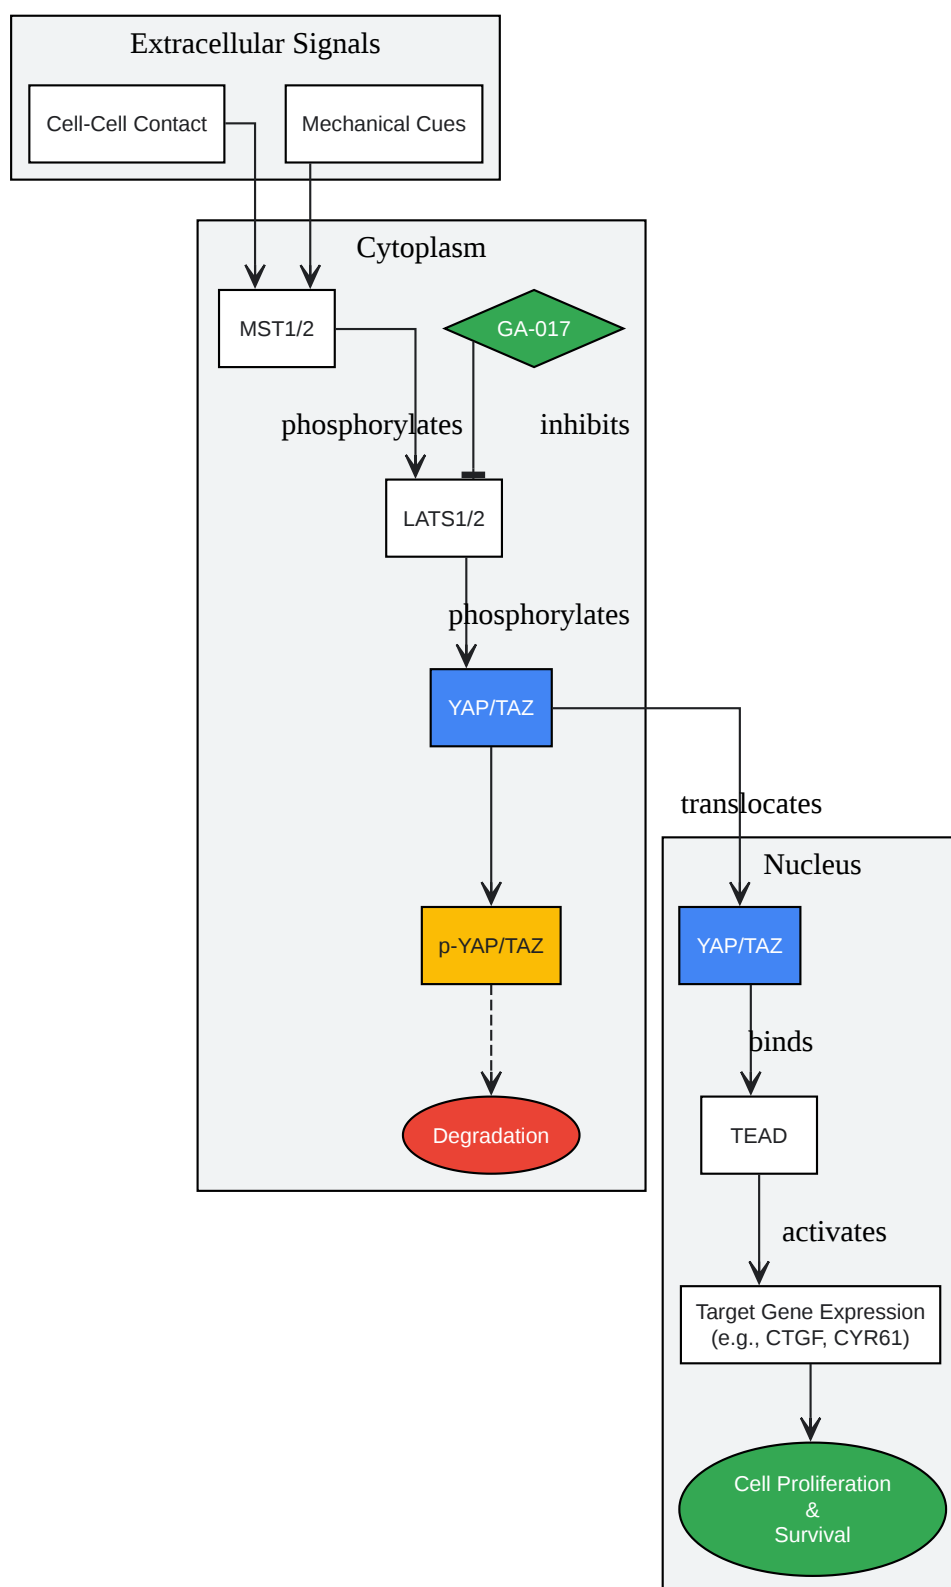 Extracellular Signals
Cell-Cell Contact
Mechanical Cues
Cytoplasm
MST1/2
GA-017
phosphorylates
inhibits
LATS1/2
phosphorylates
YAP/TAZ
translocates
Nucleus
p-YAP/TAZ
YAP/TAZ
binds
Degradation
TEAD
activates
Target Gene Expression
(e.g., CTGF, CYR61)
Cell Proliferation
&
Survival